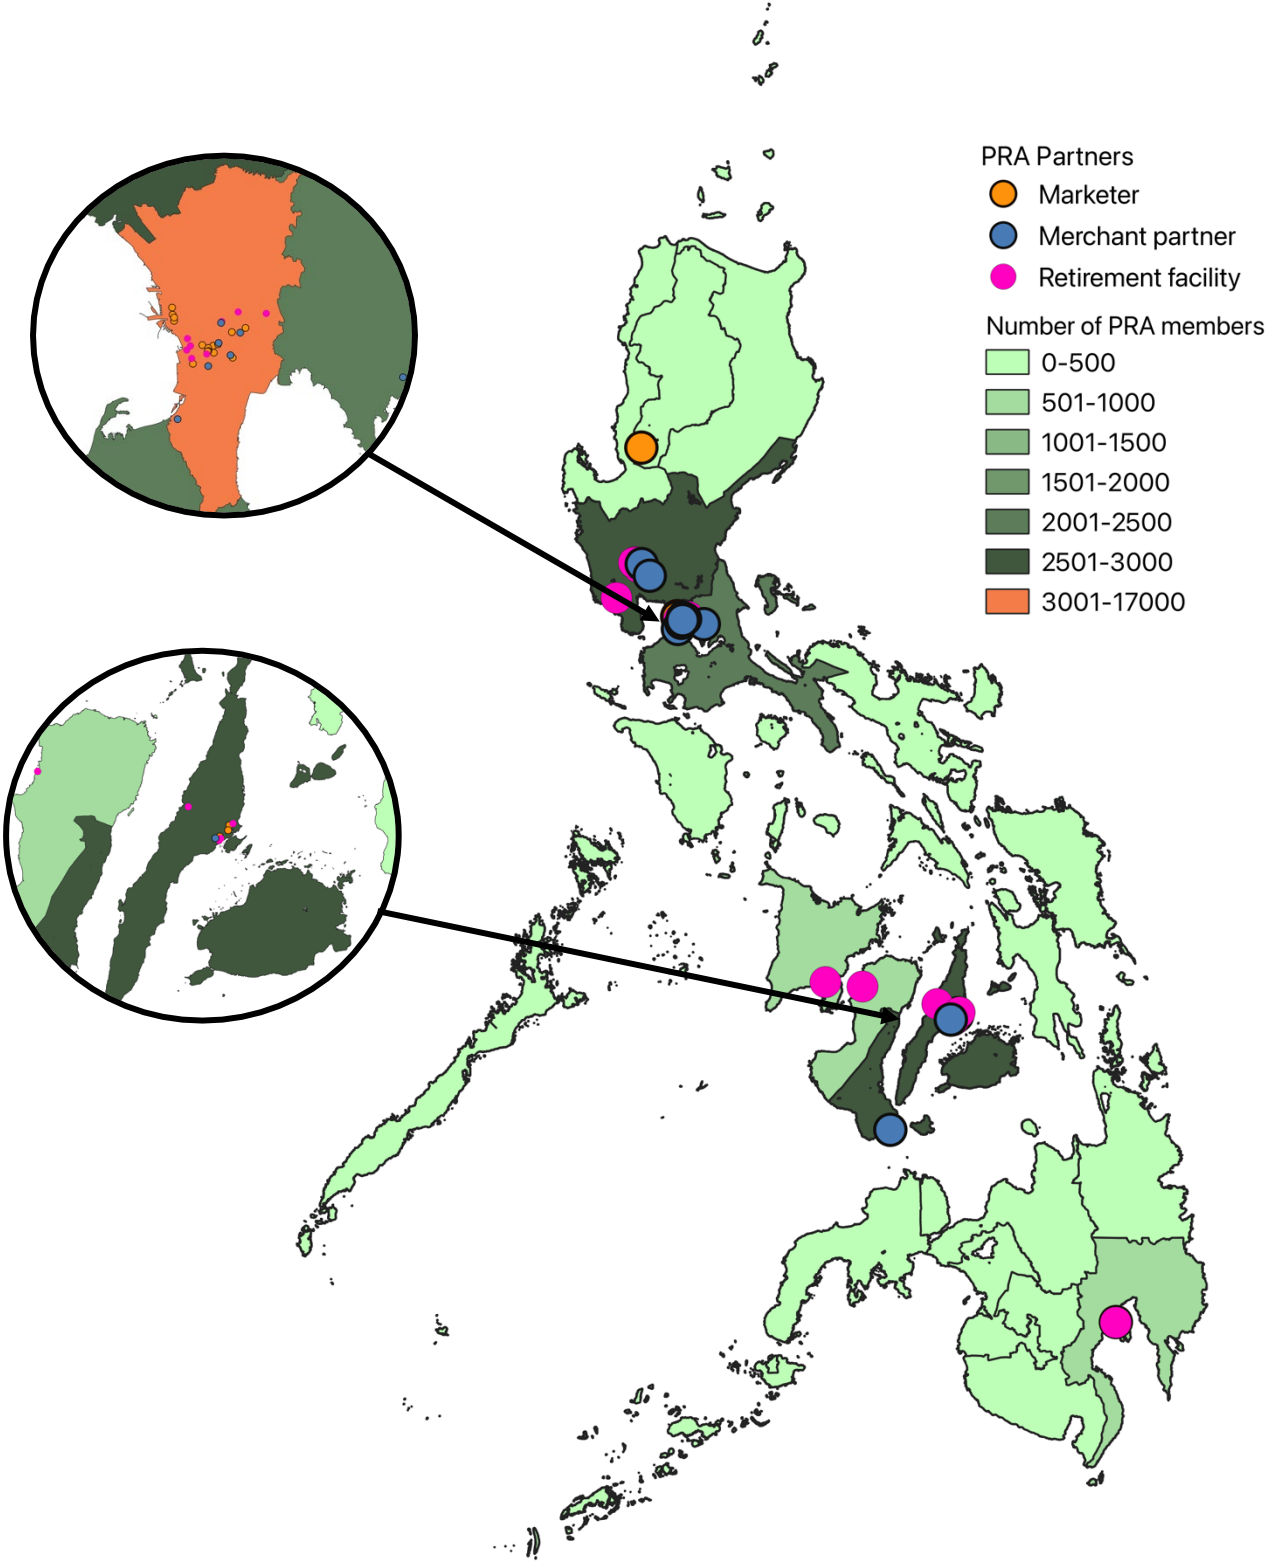 PRA Partners
Marketer
Merchant partner
Retirement facility
Number of PRA members
0-500
501-1000
1001-1500
1501-2000
2001-2500
2501-3000
3001-17000